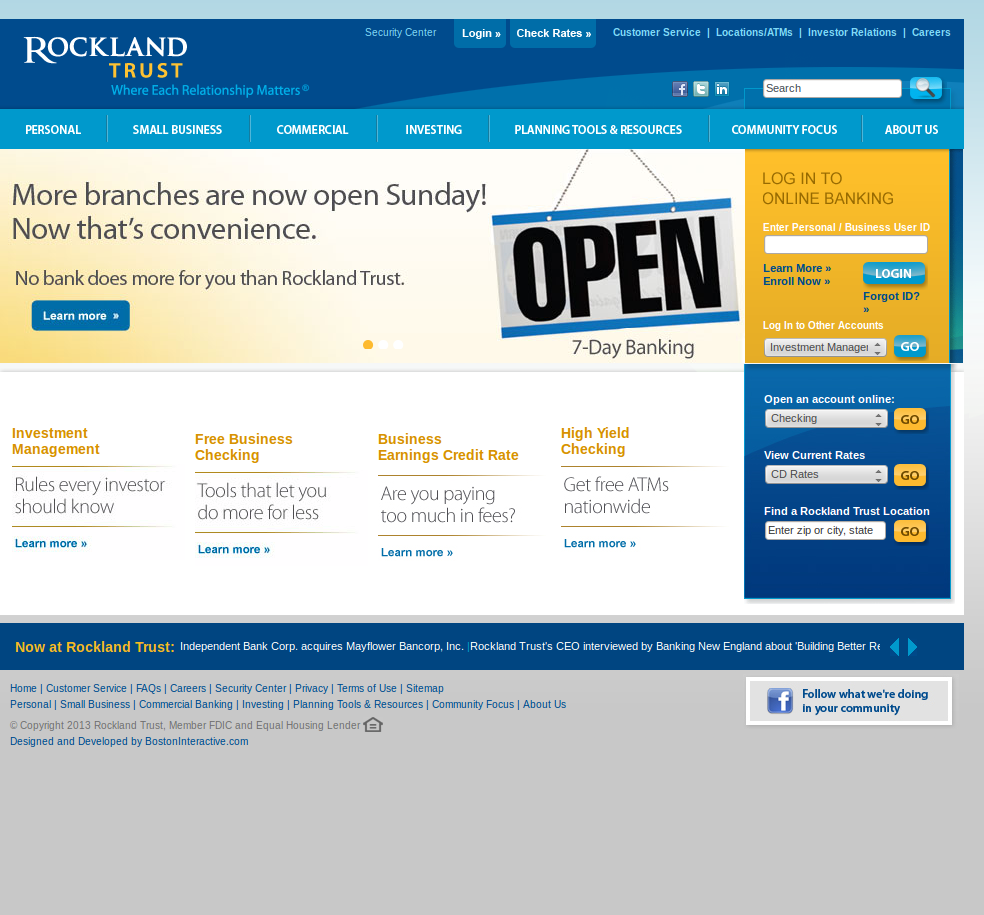 Security Center
Login »
Check Rates »
Customer Service | Locations/ATMs | Investor Relations | Careers
ROCKLAND
TRUST
Where Each Relationship Matters®
Search
PERSONAL
SMALL BUSINESS
COMMERCIAL
INVESTING
PLANNING TOOLS & RESOURCES
COMMUNITY FOCUS
ABOUT US
More branches are now open Sunday!
Now that's convenience.
No bank does more for you than Rockland Trust.
Learn more »
OPEN
7-Day Banking
LOG IN TO
ONLINE BANKING
Enter Personal / Business User ID
Learn More »
Enroll Now »
LOGIN
Forgot ID?
»
Log In to Other Accounts
Investment Manager
GO
Open an account online:
Checking
GO
View Current Rates
CD Rates
GO
Find a Rockland Trust Location
Enter zip or city, state
GO
Investment
Management
Rules every investor
should know
Learn more »
Free Business
Checking
Tools that let you
do more for less
Learn more »
Business
Earnings Credit Rate
Are you paying
too much in fees?
Learn more »
High Yield
Checking
Get free ATMs
nationwide
Learn more »
Now at Rockland Trust: Independent Bank Corp. acquires Mayflower Bancorp, Inc. |Rockland Trust's CEO interviewed by Banking New England about 'Building Better Re
Home | Customer Service | FAQs | Careers | Security Center | Privacy | Terms of Use | Sitemap
Personal | Small Business | Commercial Banking | Investing | Planning Tools & Resources | Community Focus | About Us
© Copyright 2013 Rockland Trust, Member FDIC and Equal Housing Lender
Designed and Developed by BostonInteractive.com
Follow what we're doing
in your community